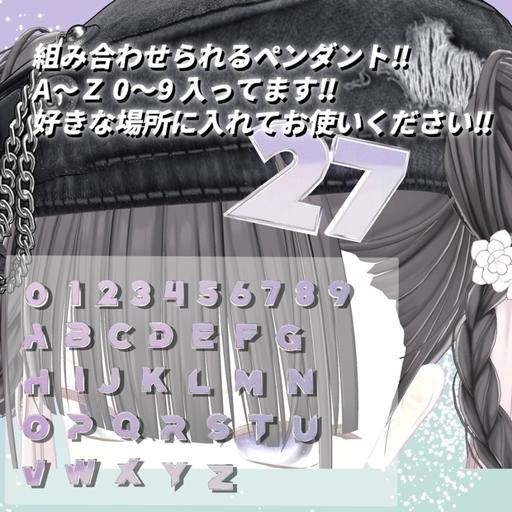 組み合わせられるペンダント!!
A～Z 0～9 入ってます!!
好きな場所に入れてお使いください!!
27
0 1 2 3 4 5 6 7 8 9
A B C D E F G
H I J K L M N
O P Q R S T U
V W X Y Z